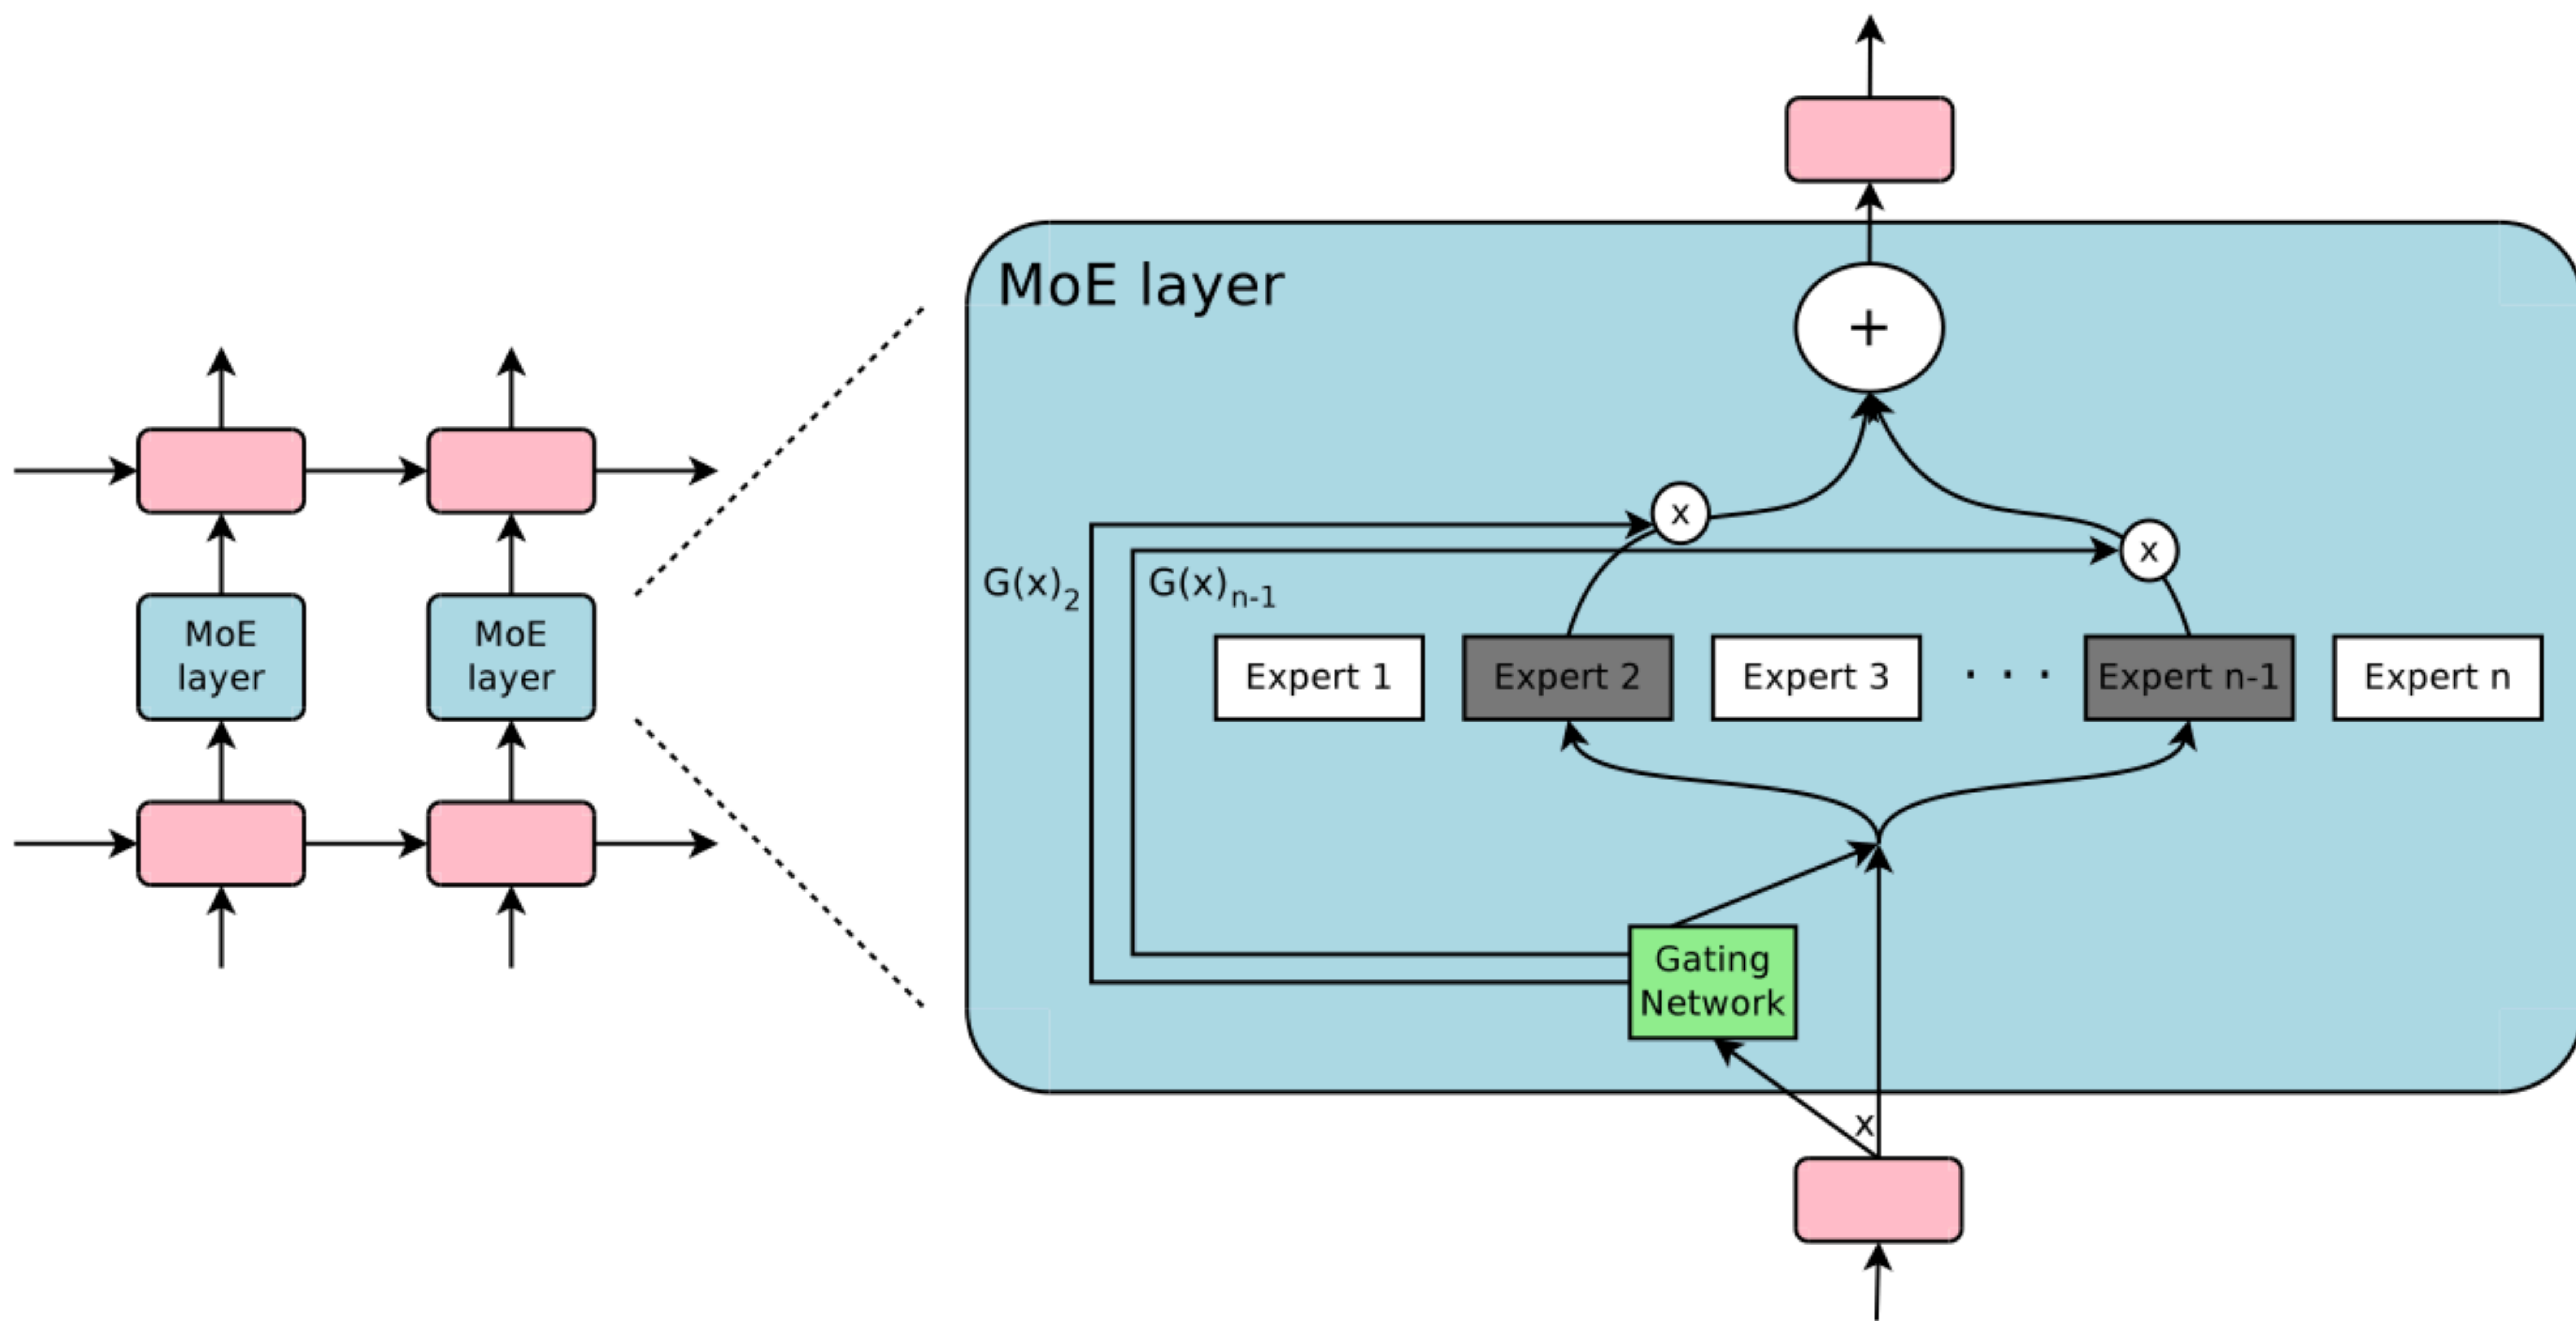 MoE layer
+
x
x
G(x)2
G(x)n-1
MoE
layer
MoE
layer
Expert 1
Expert 2
Expert 3
. . .
Expert n-1
Expert n
Gating
Network
x